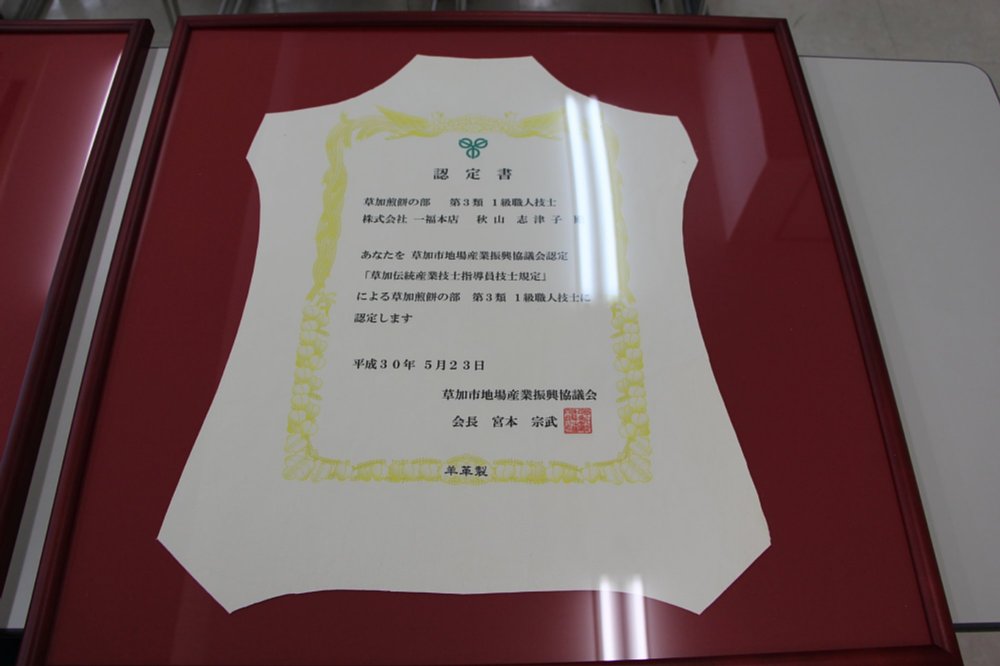 認定書
草加煎餅の部　第３類 １級職人技士
株式会社 一福本店　秋山 志津子
あなたを 草加市地場産業振興協議会認定
「草加伝統産業技士指導員技士規定」
による草加煎餅の部　第３類 １級職人技士に
認定します
平成３０年 ５月２３日
草加市地場産業振興協議会
会長　宮本　宗武
羊革製